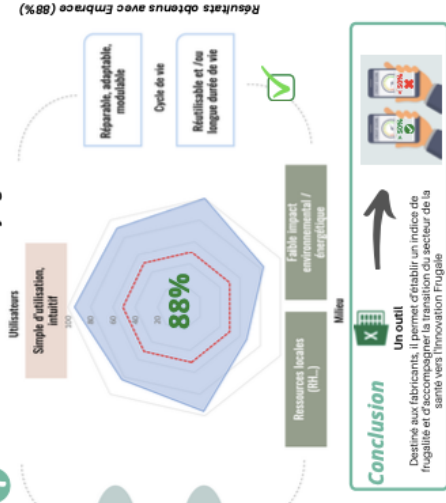 Utilisateurs
Simple d'utilisation,
intuitif
100
80
60
40
20
88%
Réparable, adaptable,
modulable
Cycle de vie
Réutilisable et /ou
longue durée de vie
Ressources locales
(RH...)
Faible impact
environnemental /
énergétique
Milieu
Résultats obtenus avec Embrace (88%)
Conclusion
Un outil
Destiné aux fabricants, il permet d'établir un indice de
frugalité et d'accompagner la transition du secteur de la
santé vers l'Innovation Frugale
> 50%
< 50%